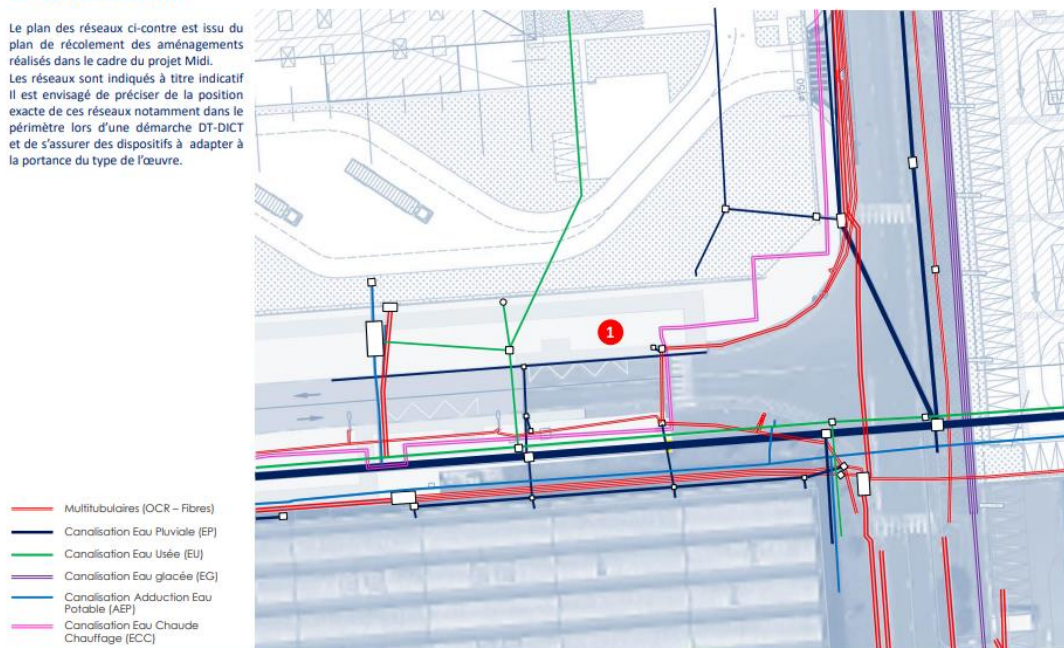 Le plan des réseaux ci-contre est issu du
plan de récolement des aménagements
réalisés dans le cadre du projet Midi.
Les réseaux sont indiqués à titre indicatif
Il est envisagé de préciser de la position
exacte de ces réseaux notamment dans le
périmètre lors d'une démarche DT-DICT
et de s'assurer des dispositifs à adapter à
la portance du type de l'œuvre.
ø150
1
Multitubulaires (OCR – Fibres)
Canalisation Eau Pluviale (EP)
Canalisation Eau Usée (EU)
Canalisation Eau glacée (EG)
Canalisation Adduction Eau
Potable (AEP)
Canalisation Eau Chaude
Chauffage (ECC)